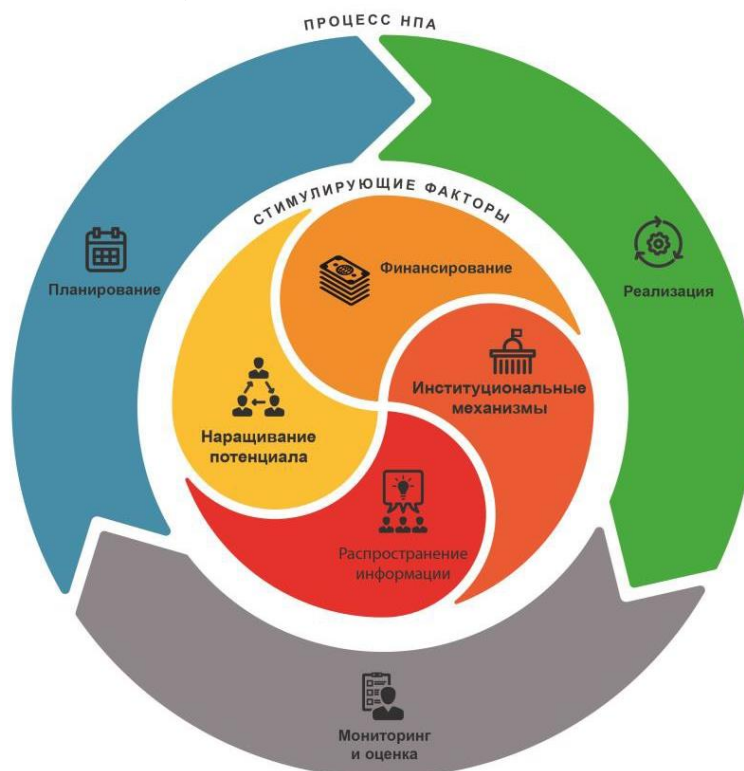 ПРОЦЕСС НПА
СТИМУЛИРУЮЩИЕ ФАКТОРЫ
Планирование
Финансирование
Реализация
Институциональные
механизмы
Наращивание
потенциала
Распространение
информации
Мониторинг
и оценка